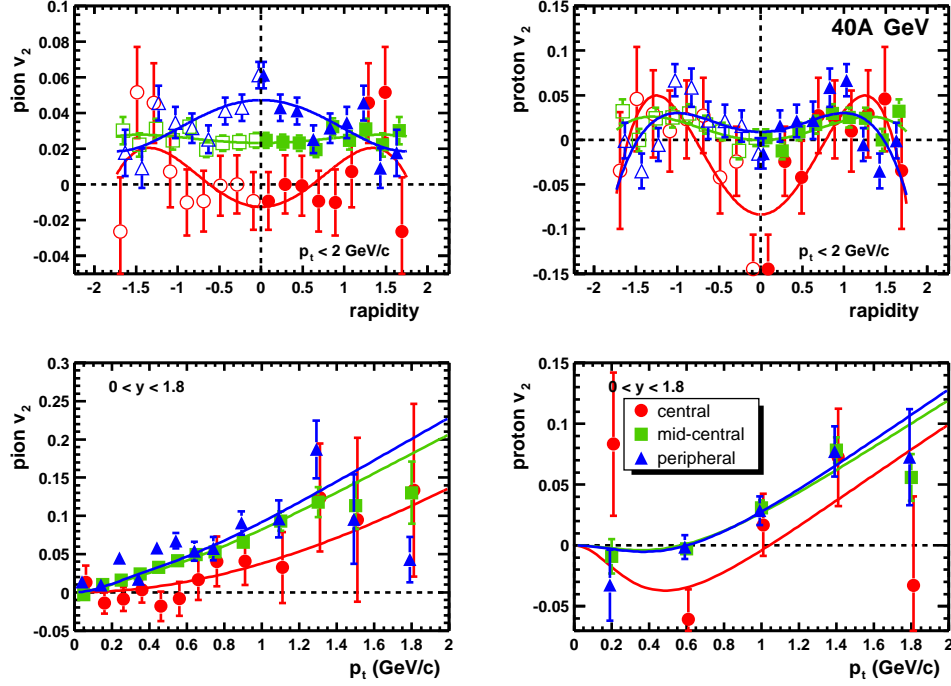 40A GeV
pion v2
0.1
0.08
0.06
0.04
0.02
0
-0.02
-0.04
pt < 2 GeV/c
-2 -1.5 -1 -0.5 0 0.5 1 1.5 2
rapidity
proton v2
0.15
0.1
0.05
0
-0.05
-0.1
-0.15
pt < 2 GeV/c
-2 -1.5 -1 -0.5 0 0.5 1 1.5 2
rapidity
pion v2
0.3
0.25
0.2
0.15
0.1
0.05
0
-0.05
0 < y < 1.8
0 0.2 0.4 0.6 0.8 1 1.2 1.4 1.6 1.8 2
pt (GeV/c)
proton v2
0.15
0.1
0.05
0
-0.05
0 < y < 1.8
central
mid-central
peripheral
0 0.2 0.4 0.6 0.8 1 1.2 1.4 1.6 1.8 2
pt (GeV/c)